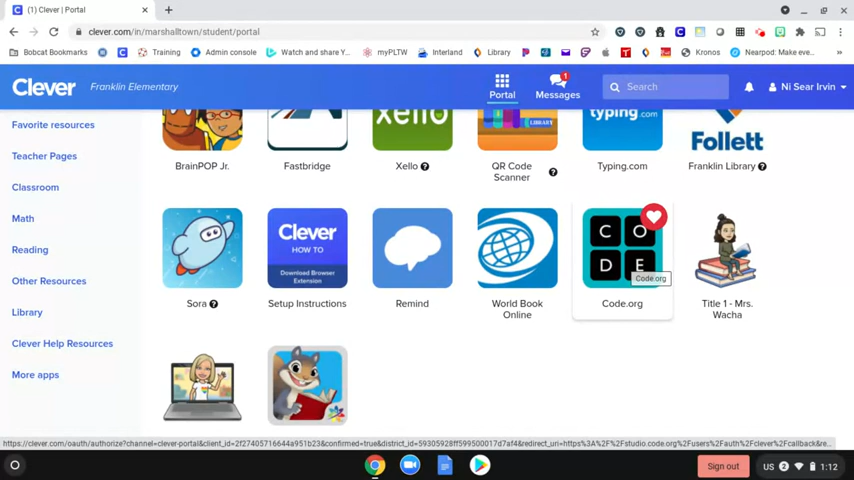 (1) Clever | Portal
clever.com/in/marshalltown/student/portal
Bobcat Bookmarks
Training
Admin console
Watch and share Y...
myPLTW
Interland
Library
Kronos
Nearpod: Make eve...
Clever
Franklin Elementary
Portal
Messages
1
Search
Ni Sear Irvin
Favorite resources
Teacher Pages
Classroom
Math
Reading
Other Resources
Library
Clever Help Resources
More apps
xello
LIBRARY
typing.com
Follett
BrainPOP Jr.
Fastbridge
Xello ?
QR Code
Scanner ?
Typing.com
Franklin Library ?
Clever
HOW TO
Download Browser
Extension
C O
D E
Code.org
Sora ?
Setup Instructions
Remind
World Book
Online
Code.org
Title 1 - Mrs.
Wacha
https://clever.com/oauth/authorize?channel=clever-portal&client_id=2f27405716644a951b23&confirmed=true&district_id=59305928ff599500017d7af4&redirect_uri=https%3A%2F%2Fstudio.code.org%2Fusers%2Fauth%2Fclever%2Fcallback&re...
Sign out
US 2 1:12